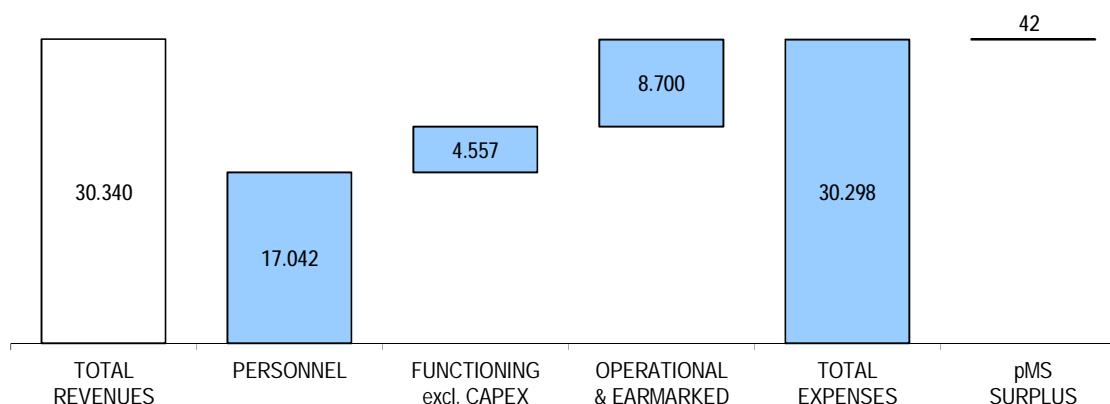 42
8.700
4.557
30.340
30.298
17.042
TOTAL
REVENUES
PERSONNEL
FUNCTIONING
excl. CAPEX
OPERATIONAL
& EARMARKED
TOTAL
EXPENSES
pMS
SURPLUS